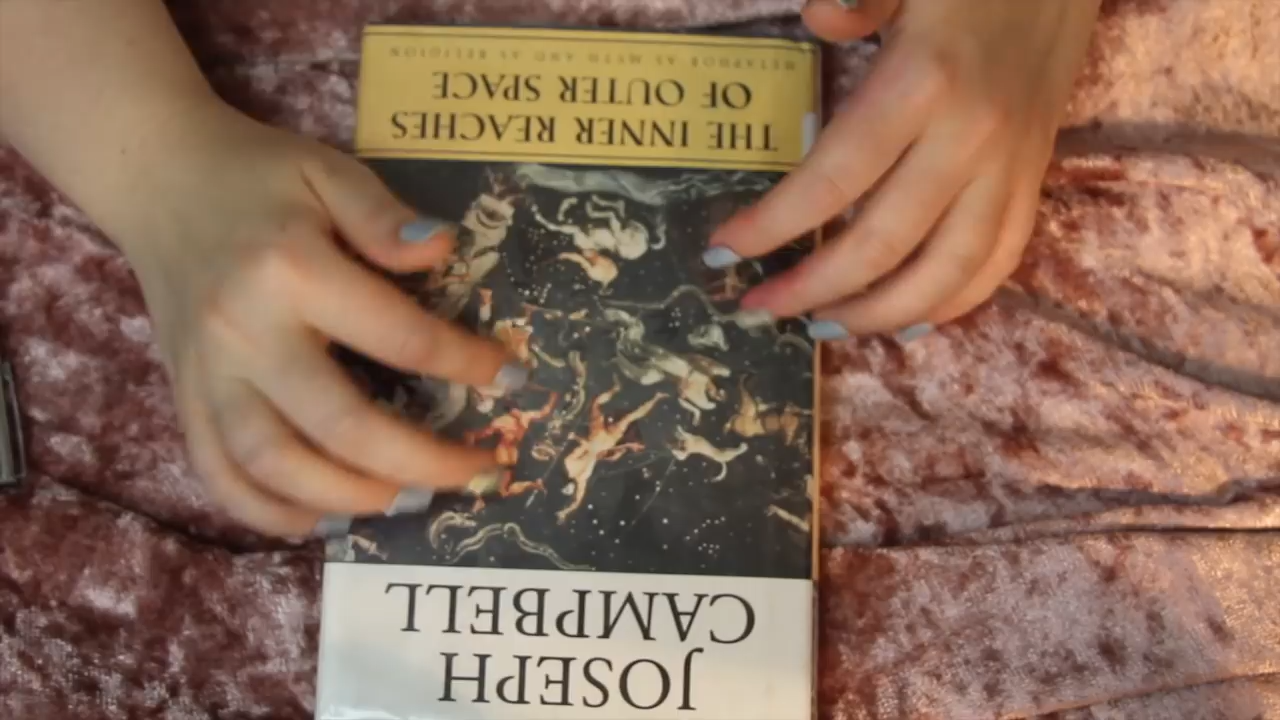 JOSEPH
CAMPBELL
THE INNER REACHES
OF OUTER SPACE
METAPHOR AS MYTH AND AS RELIGION